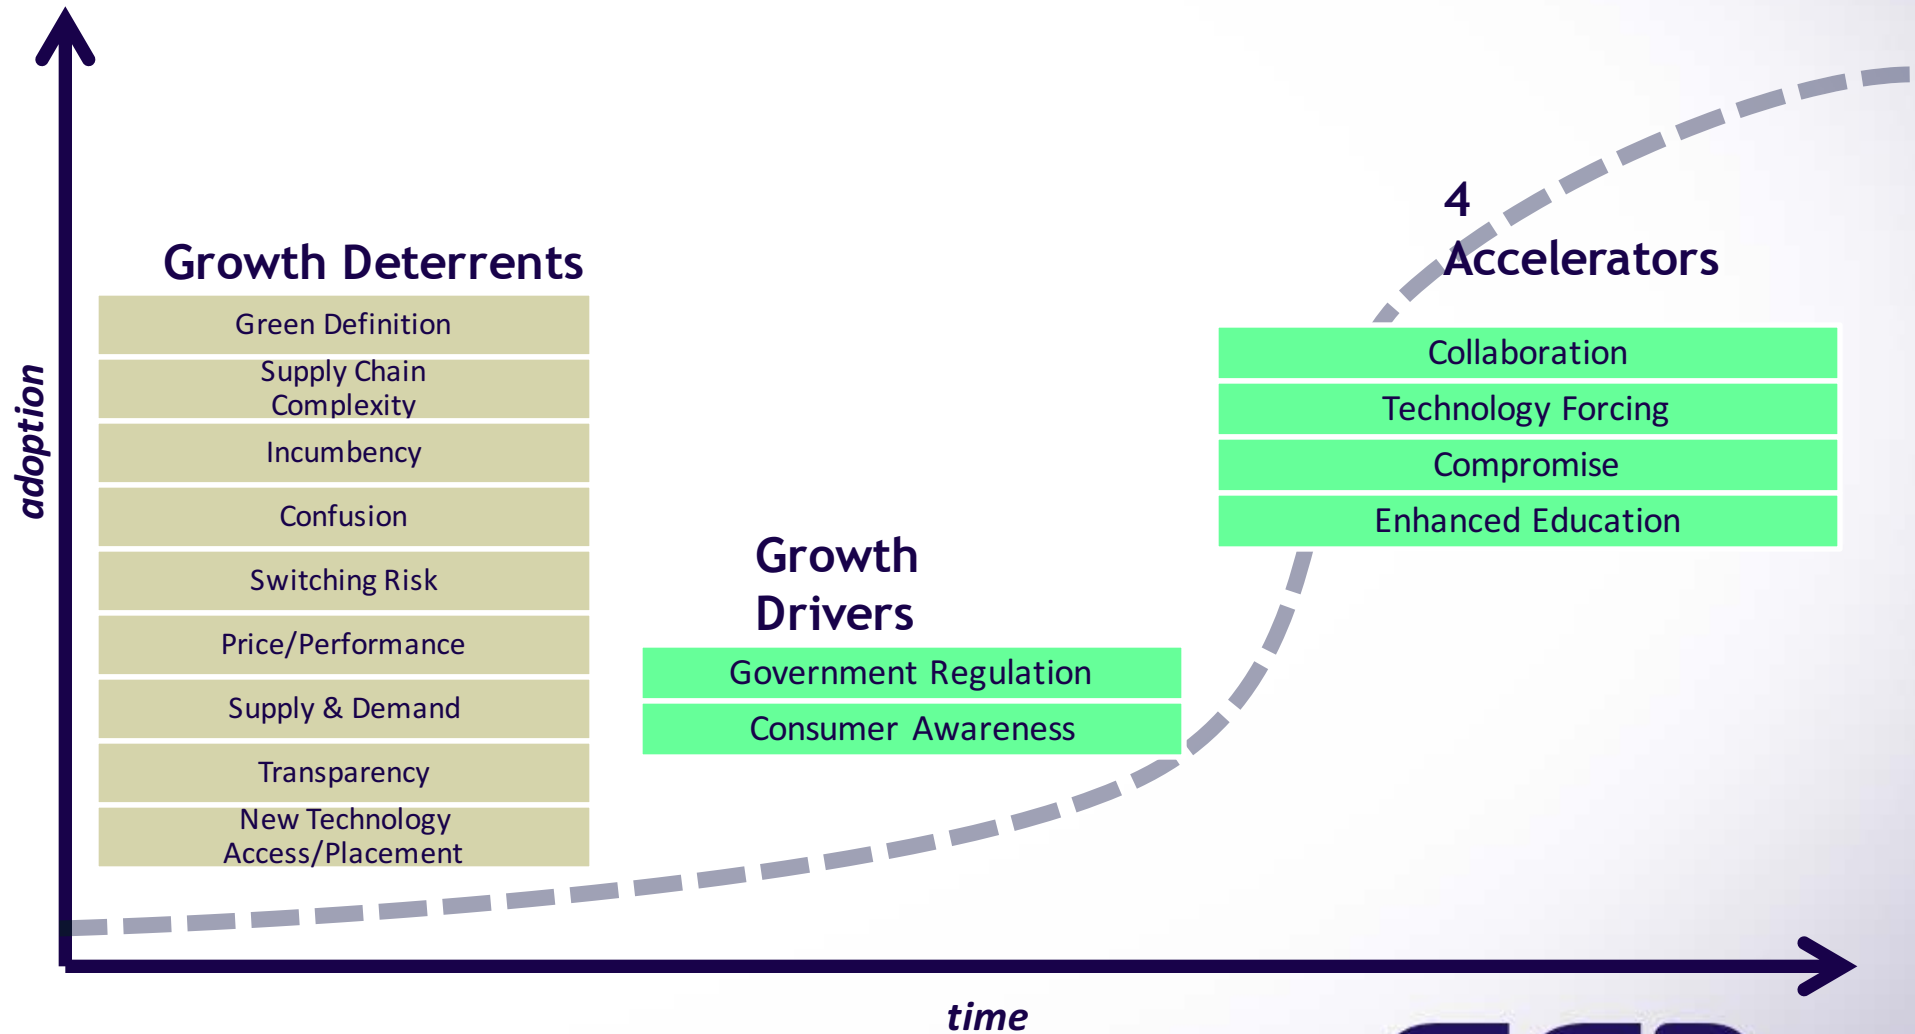 adoption
Growth Deterrents
Green Definition
Supply Chain
Complexity
Incumbency
Confusion
Switching Risk
Price/Performance
Supply & Demand
Transparency
New Technology
Access/Placement
Growth
Drivers
Government Regulation
Consumer Awareness
4
Accelerators
Collaboration
Technology Forcing
Compromise
Enhanced Education
time